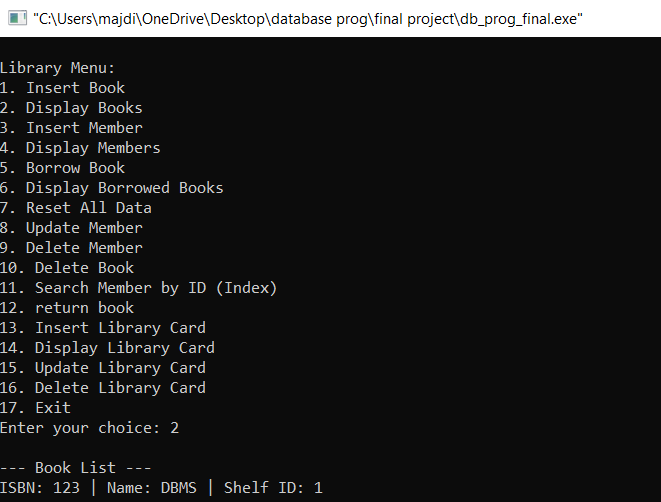 "C:\Users\majdi\OneDrive\Desktop\database prog\final project\db_prog_final.exe"
Library Menu:
1. Insert Book
2. Display Books
3. Insert Member
4. Display Members
5. Borrow Book
6. Display Borrowed Books
7. Reset All Data
8. Update Member
9. Delete Member
10. Delete Book
11. Search Member by ID (Index)
12. return book
13. Insert Library Card
14. Display Library Card
15. Update Library Card
16. Delete Library Card
17. Exit
Enter your choice: 2
--- Book List ---
ISBN: 123 | Name: DBMS | Shelf ID: 1